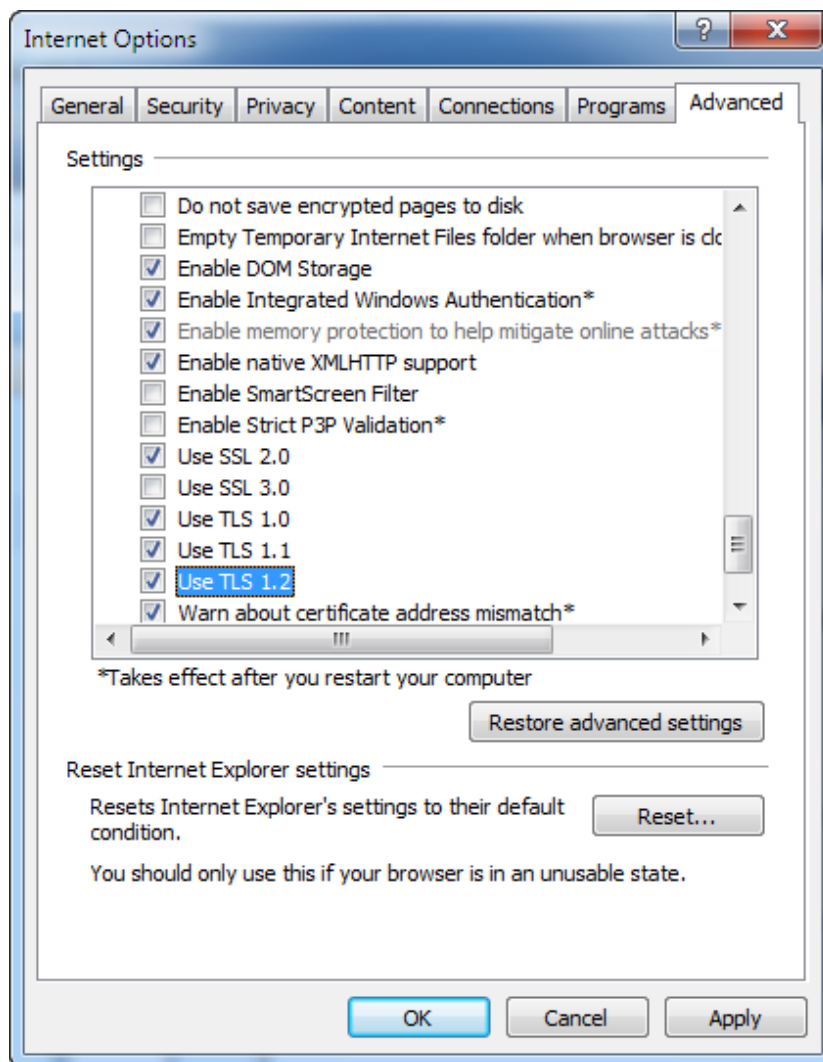 Internet Options
General Security Privacy Content Connections Programs Advanced
Settings
Do not save encrypted pages to disk
Empty Temporary Internet Files folder when browser is clo
Enable DOM Storage
Enable Integrated Windows Authentication*
Enable memory protection to help mitigate online attacks*
Enable native XMLHTTP support
Enable SmartScreen Filter
Enable Strict P3P Validation*
Use SSL 2.0
Use SSL 3.0
Use TLS 1.0
Use TLS 1.1
Use TLS 1.2
Warn about certificate address mismatch*
*Takes effect after you restart your computer
Restore advanced settings
Reset Internet Explorer settings
Resets Internet Explorer's settings to their default
condition.
Reset...
You should only use this if your browser is in an unusable state.
OK Cancel Apply